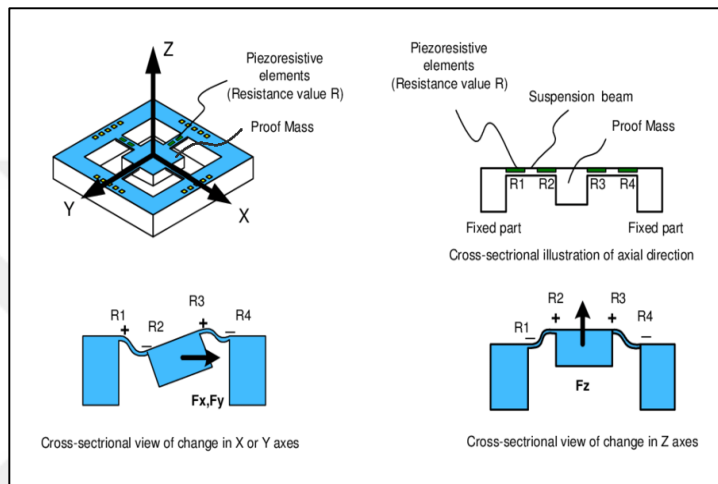 Z
Piezoresistive
elements
(Resistance value R)
Proof Mass
Y
X
Piezoresistive
elements
(Resistance value R)
Suspension beam
Proof Mass
R1 R2 R3 R4
Fixed part Fixed part
Cross-sectional illustration of axial direction
R1 R3 R4
+ +
R2
– –
Fx,Fy
Cross-sectrional view of change in X or Y axes
R2 R3
R1 + + R4
– –
Fz
Cross-sectrional view of change in Z axes